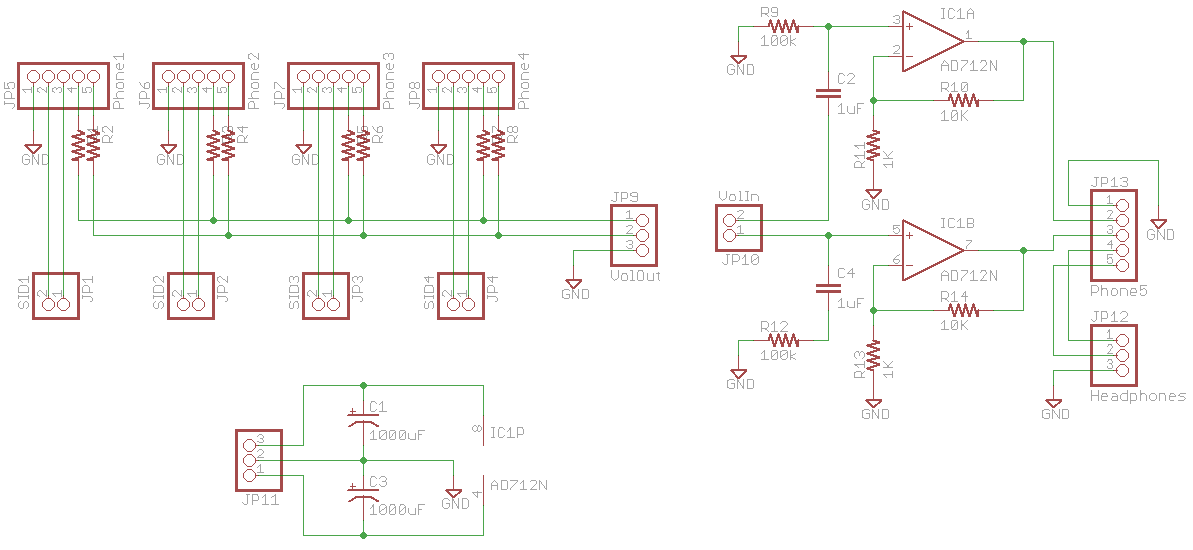 JP5
1
2
3
4
5
Phone1
JP6
1
2
3
4
5
Phone2
JP7
1
2
3
4
5
Phone3
JP8
1
2
3
4
5
Phone4
GND
R2
GND
R4
GND
R6
GND
R8
SID1
2
1
JP1
SID2
2
1
JP2
SID3
2
1
JP3
SID4
2
1
JP4
JP9
1
2
3
VolOut
GND
R9
100k
GND
C2
1uF
3
2
1
IC1A
AD712N
R10
10K
R11
1K
GND
VolIn
2
1
JP10
5
6
7
IC1B
AD712N
C4
1uF
R14
10K
R12
100k
GND
R13
1K
GND
JP13
1
2
3
4
5
Phone5
GND
JP12
1
2
3
Headphones
GND
3
2
1
JP11
C1
1000uF
C3
1000uF
GND
8
IC1P
4
AD712N